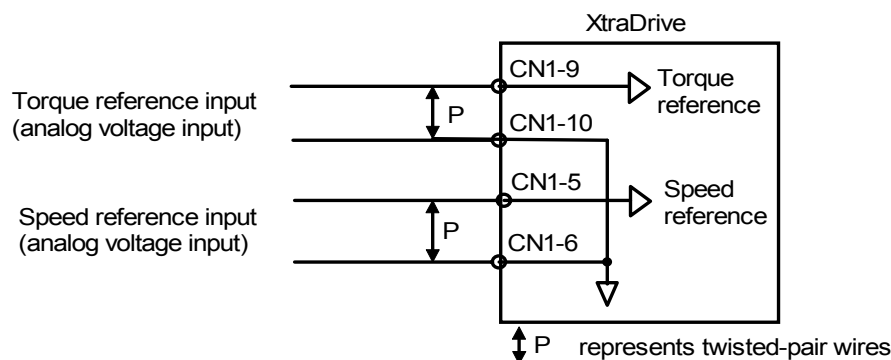 XtraDrive
CN1-9
Torque reference input
(analog voltage input)
P
Torque
reference
CN1-10
CN1-5
Speed reference input
(analog voltage input)
P
Speed
reference
CN1-6
P represents twisted-pair wires